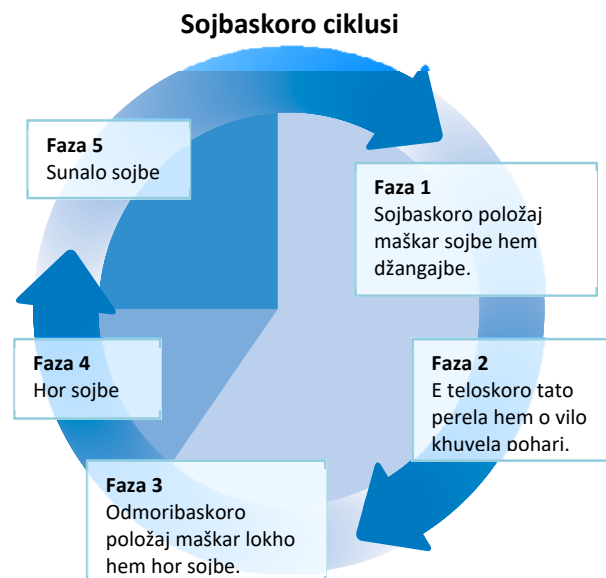 Sojbaskoro ciklusi
Faza 1
Sojbaskoro položaj
maškar sojbe hem
džangajbe.
Faza 2
E teloskoro tato
perela hem o vilo
khuvela pohari.
Faza 3
Odmoribaskoro
položaj maškar lokho
hem hor sojbe.
Faza 4
Hor sojbe
Faza 5
Sunalo sojbe